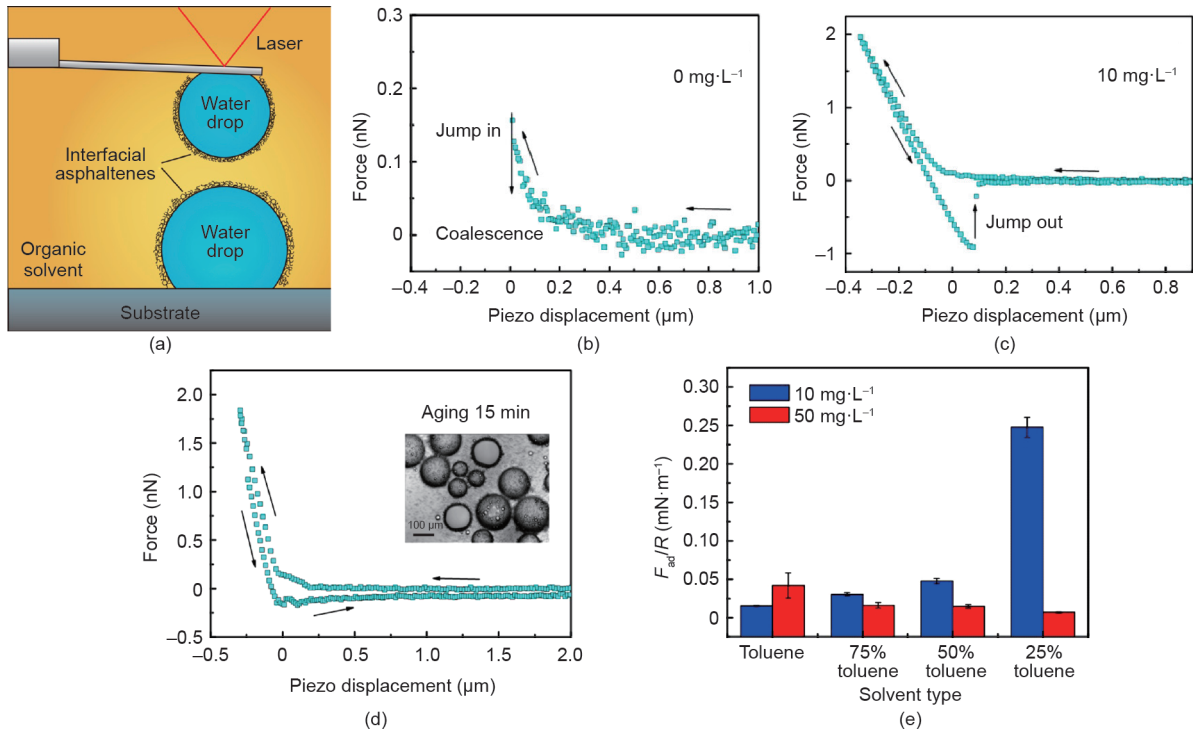 Laser
Water
drop
Interfacial
asphaltenes
Water
drop
Organic
solvent
Substrate
(a)
Force (nN)
0.3
0.2
0.1
0
–0.1
0 mg·L⁻¹
Jump in
Coalescence
–0.2 0 0.2 0.4 0.6 0.8 1.0
Piezo displacement (μm)
(b)
Force (nN)
2
1
0
–1
10 mg·L⁻¹
Jump out
–0.4 –0.2 0 0.2 0.4 0.6 0.8
Piezo displacement (μm)
(c)
Force (nN)
2.0
1.5
1.0
0.5
0
–0.5
Aging 15 min
100 μm
–0.5 0 0.5 1.0 1.5 2.0
Piezo displacement (μm)
(d)
Fad/R (mN·m⁻¹)
0.30
0.25
0.20
0.15
0.10
0.05
0
10 mg·L⁻¹
50 mg·L⁻¹
Toluene 75% 50% 25%
toluene toluene toluene
Solvent type
(e)